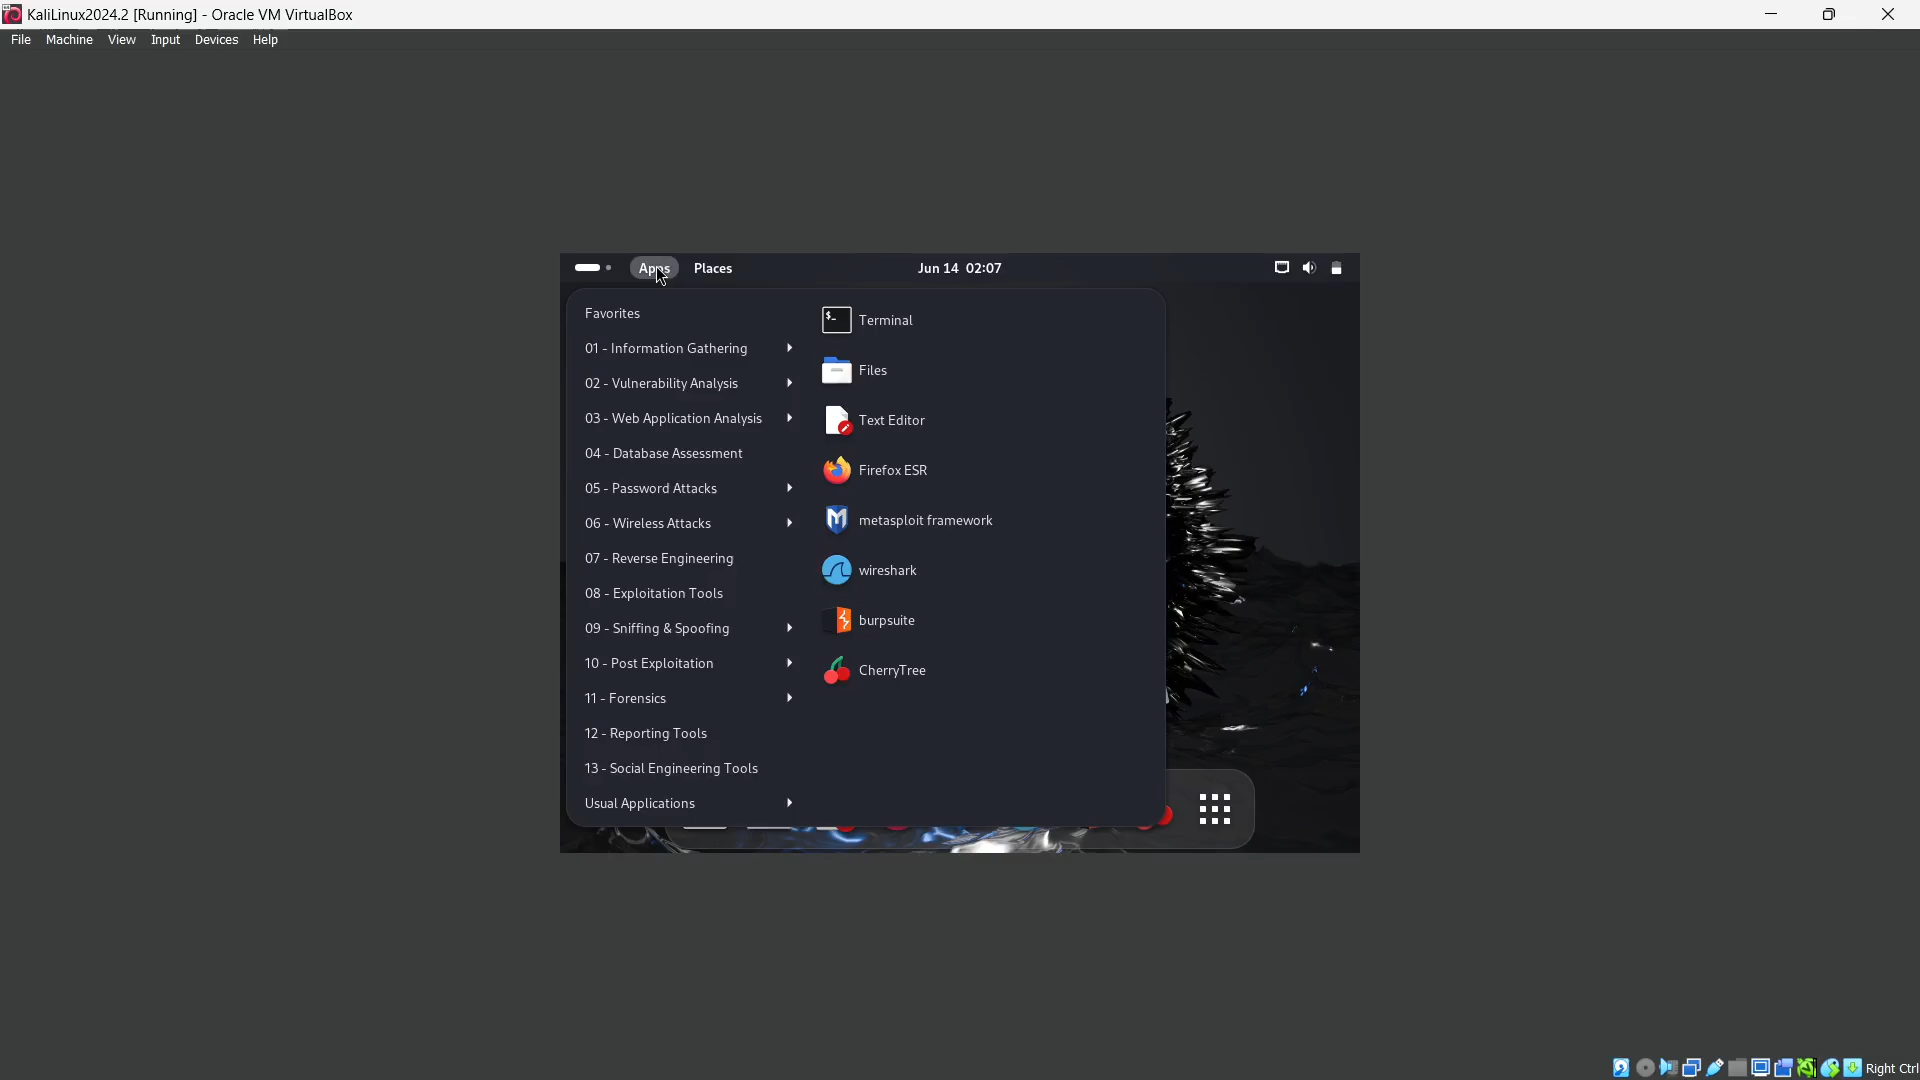 KaliLinux2024.2 [Running] - Oracle VM VirtualBox
File Machine View Input Devices Help
Apps Places Jun 14 02:07
Favorites
01 - Information Gathering
02 - Vulnerability Analysis
03 - Web Application Analysis
04 - Database Assessment
05 - Password Attacks
06 - Wireless Attacks
07 - Reverse Engineering
08 - Exploitation Tools
09 - Sniffing & Spoofing
10 - Post Exploitation
11 - Forensics
12 - Reporting Tools
13 - Social Engineering Tools
Usual Applications
$-
Terminal
Files
Text Editor
Firefox ESR
metasploit framework
wireshark
burpsuite
CherryTree
Right Ctrl